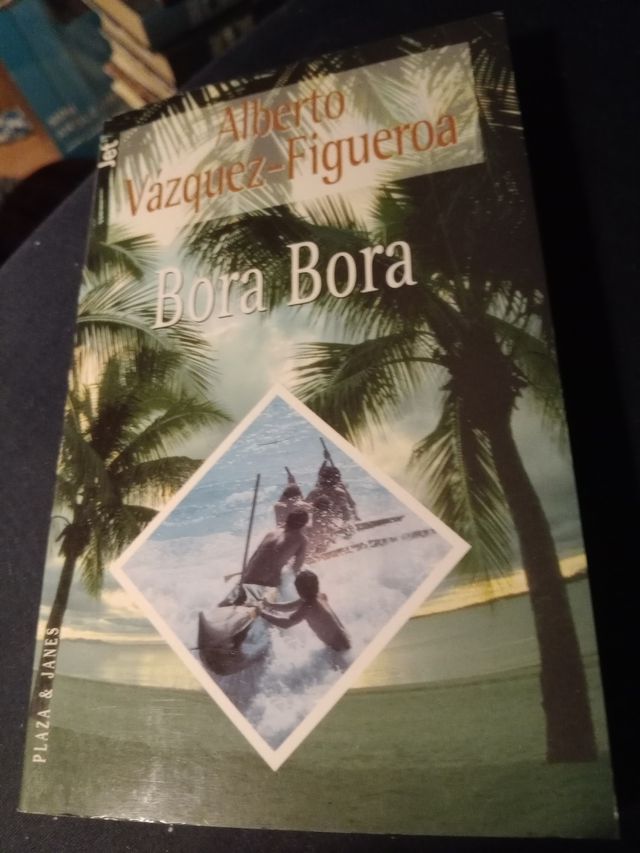 Jet
Alberto
Vázquez-Figueroa
Bora Bora
PLAZA & JANES